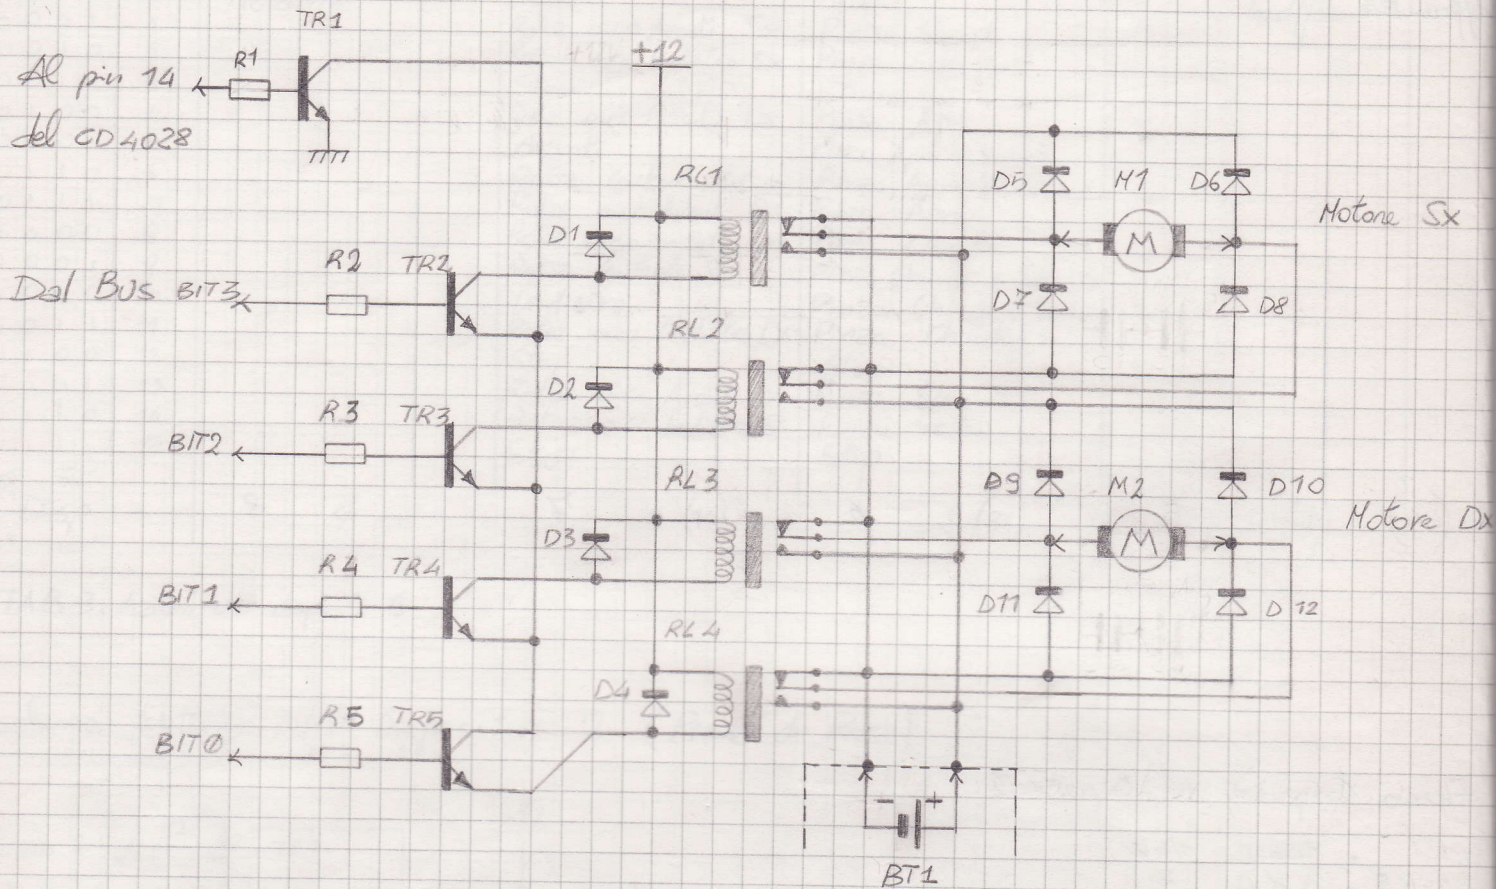 TR1
+12
R1
Al pin 14
del CD4028
RL1
D5 M1 D6
Motore Sx
D1
R2 TR2
Dal Bus BIT3
D7 D8
RL2
D2
R3 TR3
BIT2
RL3
D9 M2 D10
M
M
Motore Dx
D3
R4 TR4
BIT1
D11 D12
RL4
D4
R5 TR5
BIT0
- +
BT1